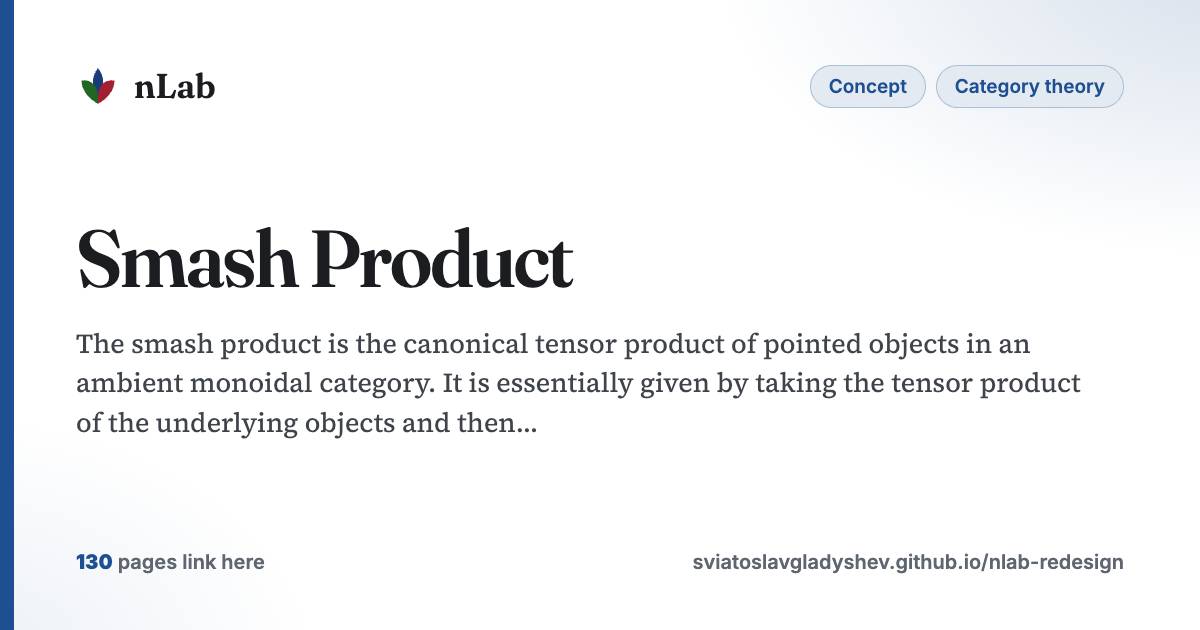 nLab
Concept
Category theory
Smash Product
The smash product is the canonical tensor product of pointed objects in an
ambient monoidal category. It is essentially given by taking the tensor product
of the underlying objects and then...
130 pages link here
sviatoslavgladyshev.github.io/nlab-redesign